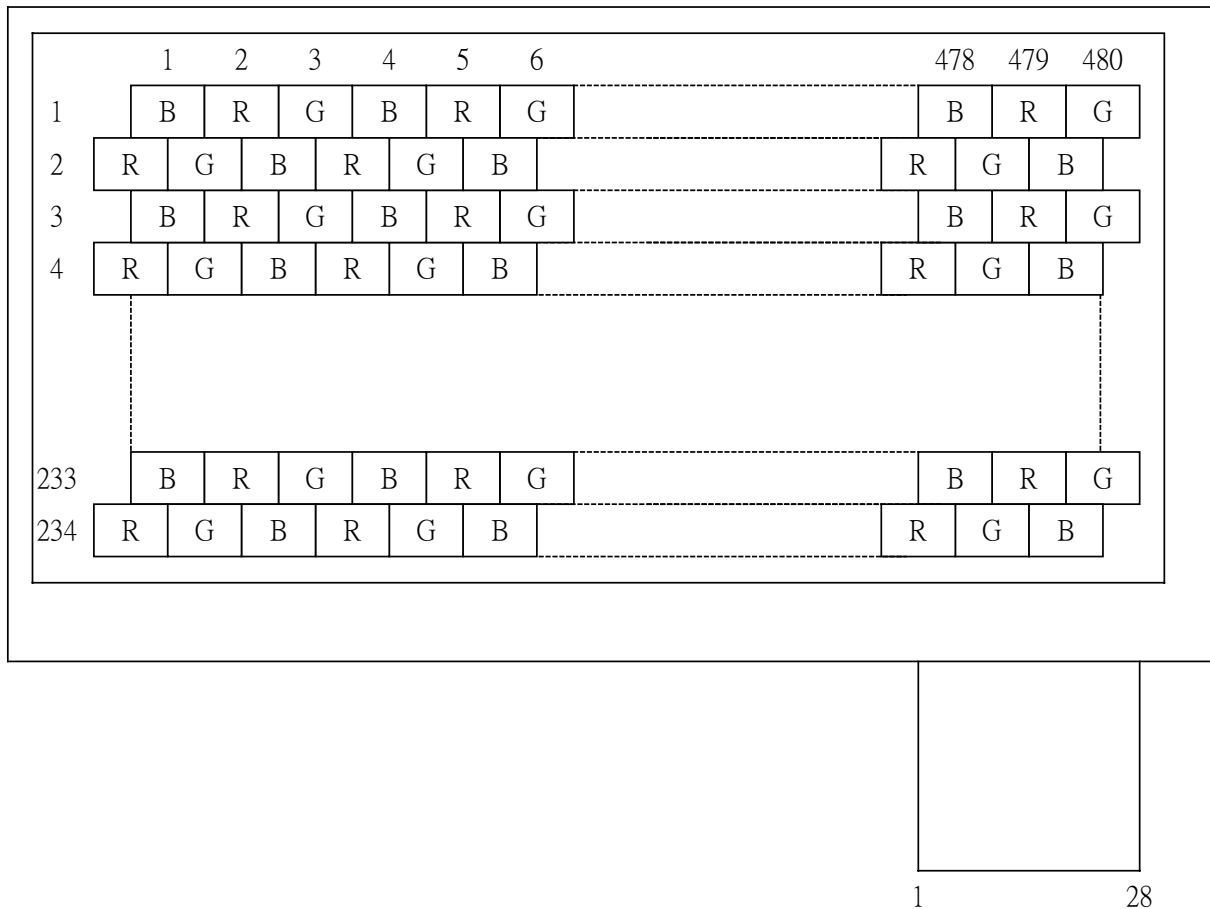 1 2 3 4 5 6 478 479 480
1 B R G B R G B R G
2 R G B R G B R G B
3 B R G B R G B R G
4 R G B R G B R G B
233 B R G B R G B R G
234 R G B R G B R G B
1 28